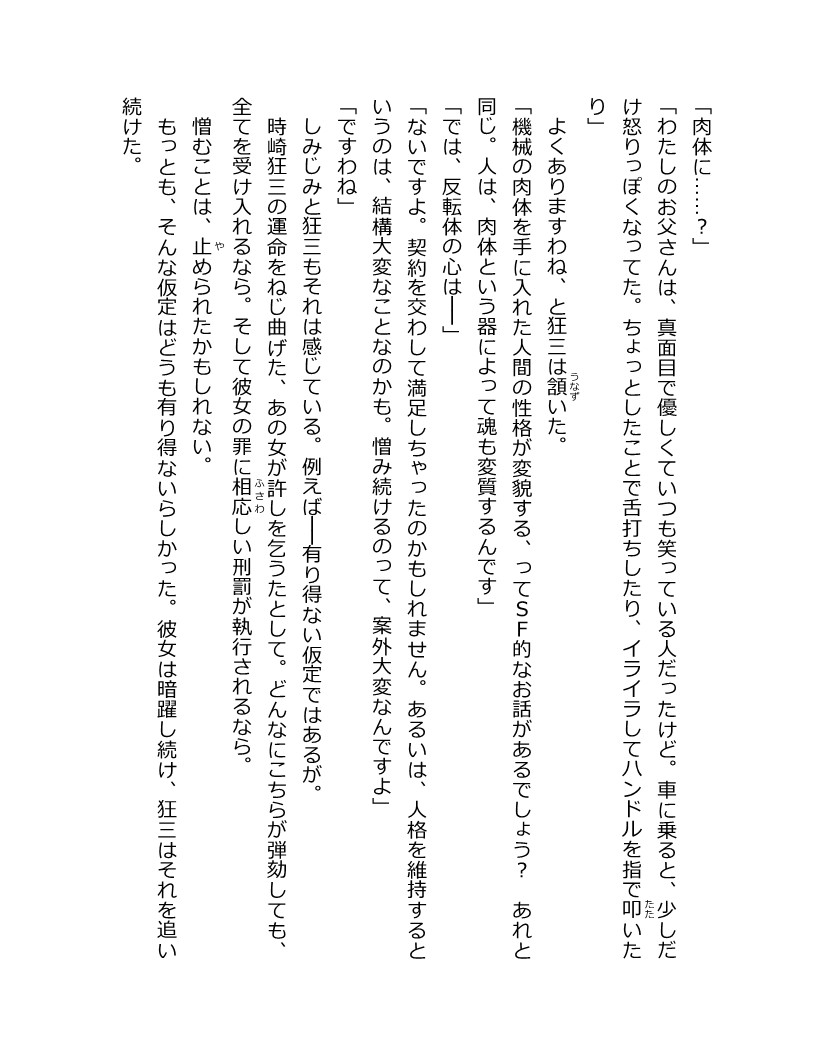 「肉体に……？」
「わたしのお父さんは、真面目で優しくていつも笑っている人だったけど。車に乗ると、少しだ
け怒りっぽくなってた。ちょっとしたことで舌打ちしたり、イライラしてハンドルを指で叩いた
り」
　よくありますわね、と狂三は頷いた。
「機械の肉体を手に入れた人間の性格が変貌する、ってＳＦ的なお話があるでしょう？　あれと
同じ。人は、肉体という器によって魂も変質するんです」
「では、反転体の心は――」
「ないですよ。契約を交わして満足しちゃったのかもしれません。あるいは、人格を維持すると
いうのは、結構大変なことなのかも。憎み続けるのって、案外大変なんですよ」
「ですわね」
　しみじみと狂三もそれは感じている。例えば――有り得ない仮定ではあるが。
　時崎狂三の運命をねじ曲げた、あの女が許しを乞うたとして。どんなにこちらが弾劾しても、
全てを受け入れるなら。そして彼女の罪に相応しい刑罰が執行されるなら。
　憎むことは、止められたかもしれない。
　もっとも、そんな仮定はどうも有り得ないらしかった。彼女は暗躍し続け、狂三はそれを追い
続けた。